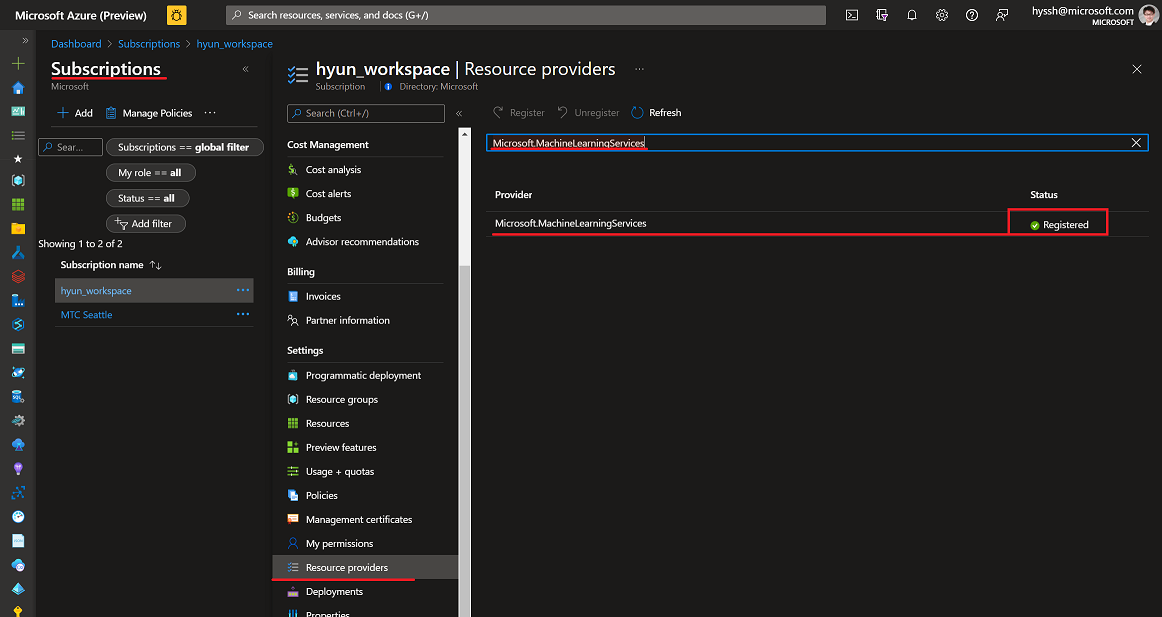 Microsoft Azure (Preview)
Search resources, services, and docs (G+/)
hyssh@microsoft.com
MICROSOFT
Dashboard > Subscriptions > hyun_workspace
Subscriptions
Microsoft
Add Manage Policies ...
Sear...
Subscriptions == global filter
My role == all
Status == all
Add filter
Showing 1 to 2 of 2
Subscription name
hyun_workspace ...
MTC Seattle ...
hyun_workspace | Resource providers ...
Subscription
Directory: Microsoft
Search (Ctrl+/)
Cost Management
Cost analysis
Cost alerts
Budgets
Advisor recommendations
Billing
Invoices
Partner information
Settings
Programmatic deployment
Resource groups
Resources
Preview features
Usage + quotas
Policies
Management certificates
My permissions
Resource providers
Deployments
Properties
Register Unregister Refresh
Microsoft.MachineLearningServices
Provider Status
Microsoft.MachineLearningServices Registered